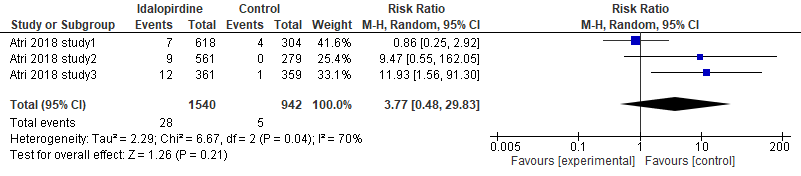 Idalopirdine Control Risk Ratio Risk Ratio
Study or Subgroup Events Total Events Total Weight M-H, Random, 95% CI M-H, Random, 95% CI
Atri 2018 study1 7 618 4 304 41.6% 0.86 [0.25, 2.92]
Atri 2018 study2 9 561 0 279 25.4% 9.47 [0.55, 162.05]
Atri 2018 study3 12 361 1 359 33.1% 11.93 [1.56, 91.30]
Total (95% CI) 1540 942 100.0% 3.77 [0.48, 29.83]
Total events 28 5
Heterogeneity: Tau² = 2.29; Chi² = 6.67, df = 2 (P = 0.04); I² = 70%
Test for overall effect: Z = 1.26 (P = 0.21)
0.005 0.1 1 10 200
Favours [experimental] Favours [control]